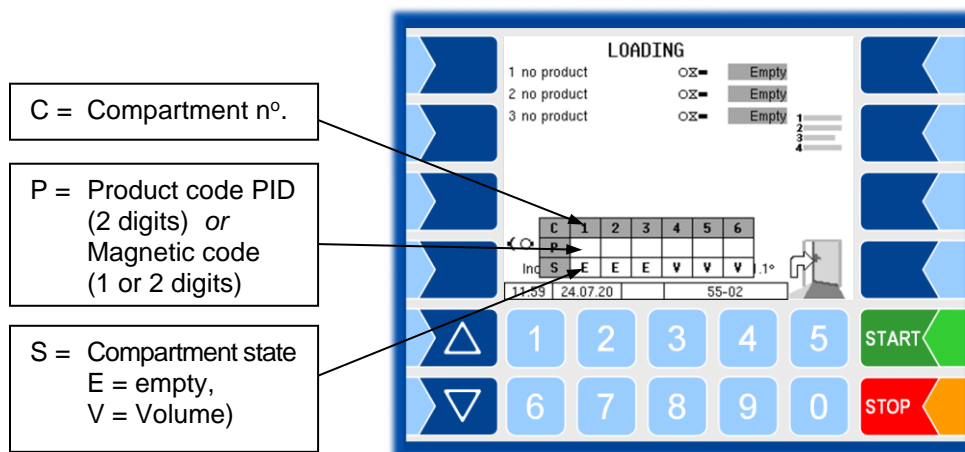 C = Compartment nº.
P = Product code PID
(2 digits) or
Magnetic code
(1 or 2 digits)
S = Compartment state
E = empty,
V = Volume)
LOADING
1 no product Empty
2 no product Empty
3 no product Empty
1
2
3
4
C 1 2 3 4 5 6
P
Inc S E E E V V V .1°
11:59 24.07.20 55-02
1 2 3 4 5 START
6 7 8 9 0 STOP